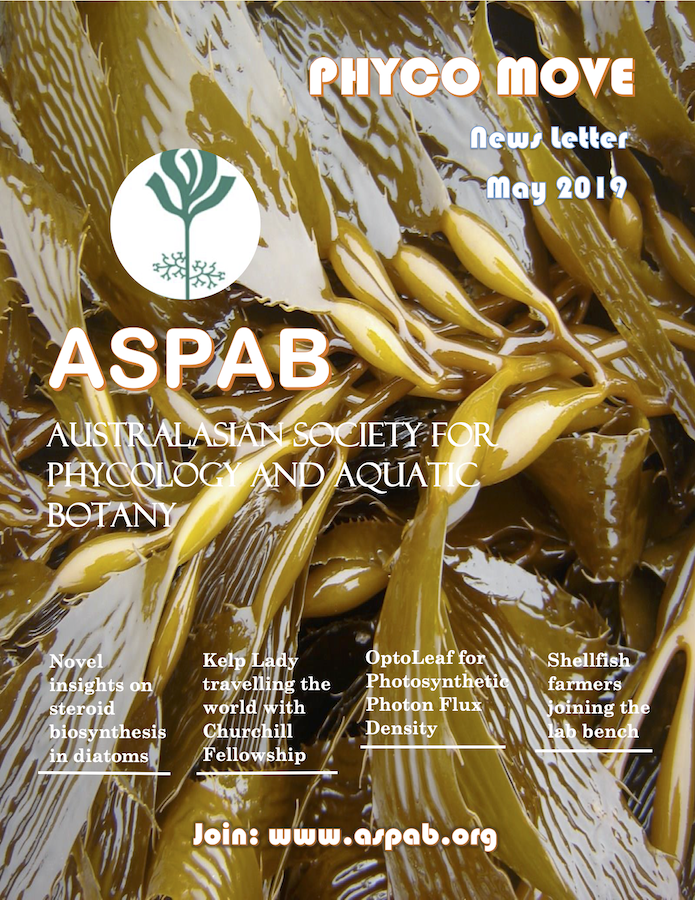 PHYCO MOVE
News Letter
May 2019
ASPAB
AUSTRALASIAN SOCIETY FOR
PHYCOLOGY AND AQUATIC
BOTANY
Novel
insights on
steroid
biosynthesis
in diatoms
Kelp Lady
travelling the
world with
Churchill
Fellowship
OptoLeaf for
Photosynthetic
Photon Flux
Density
Shellfish
farmers
joining the
lab bench
Join: www.aspab.org